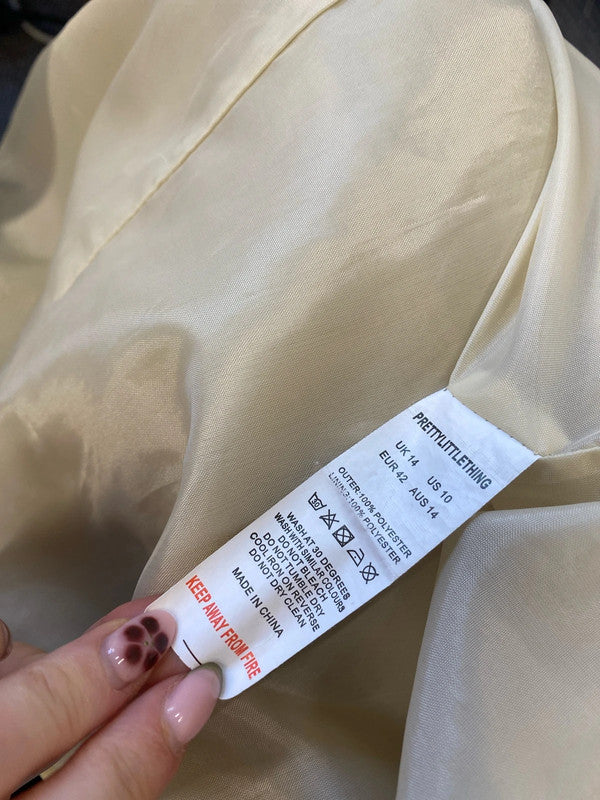 PRETTYLITTLETHING
UK 14 US 10
EUR 42 AUS 14
OUTER:100% POLYESTER
LINING:100% POLYESTER
WASH AT 30 DEGREES
WASH WITH SIMILAR COLOURS
DO NOT BLEACH
DO NOT TUMBLE DRY
COOL IRON ON REVERSE
DO NOT DRY CLEAN
MADE IN CHINA
KEEP AWAY FROM FIRE